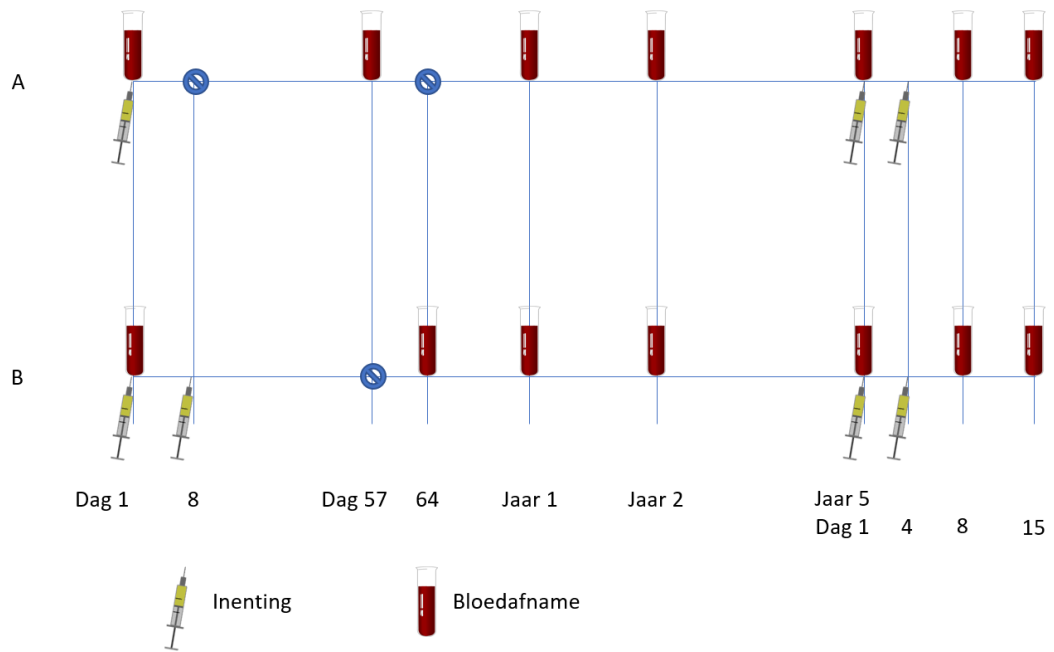 A
B
Dag 1 8 Dag 57 64 Jaar 1 Jaar 2 Jaar 5
Dag 1 4 8 15
Inenting Bloedafname